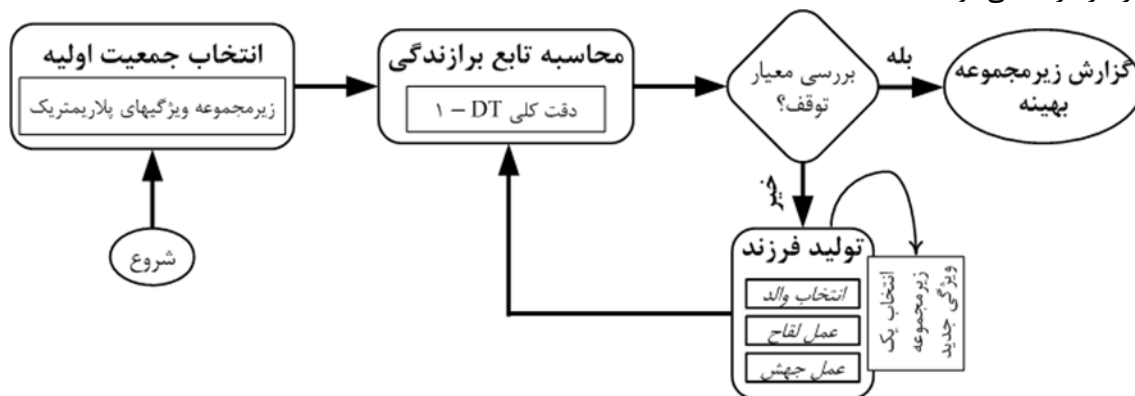 انتخاب جمعیت اولیه
زیرمجموعه ویژگیهای پلاریمتریک
شروع
محاسبه تابع برازندگی
دقت کلی DT – ۱
بررسی معیار
توقف؟
بله
گزارش زیرمجموعه
بهینه
خیر
تولید فرزند
انتخاب والد
عمل لقاح
عمل جهش
انتخاب یک
زیرمجموعه
ویژگی جدید